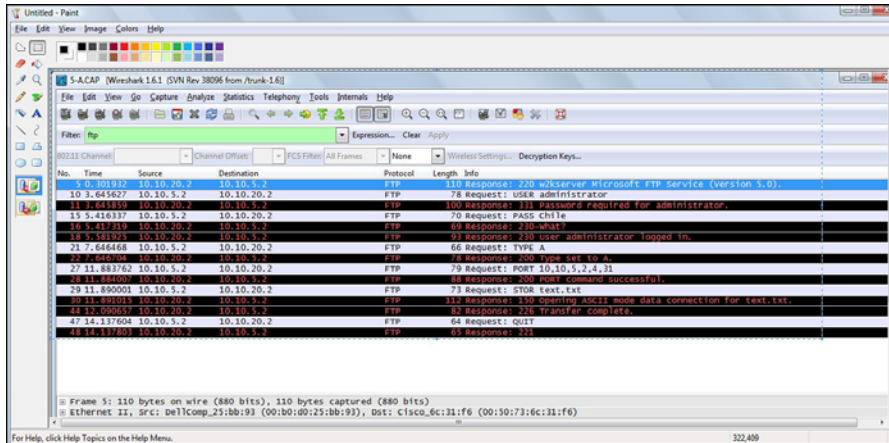 Untitled - Paint
File Edit View Image Colors Help
5-A.CAP [Wireshark 1.6.1 (SVN Rev 38096 from /trunk-1.6)]
File Edit View Go Capture Analyze Statistics Telephony Tools Internals Help
Filter: ftp Expression... Clear Apply
802.11 Channel: Channel Offset: FCS Filter: All Frames None Wireless Settings... Decryption Keys...
No. Time Source Destination Protocol Length Info
5 0.301932 10.10.20.2 10.10.5.2 FTP 110 Response: 220 w2kserver Microsoft FTP Service (Version 5.0).
10 3.645627 10.10.5.2 10.10.20.2 FTP 78 Request: USER administrator
11 3.645859 10.10.20.2 10.10.5.2 FTP 100 Response: 331 Password required for administrator.
15 5.416337 10.10.5.2 10.10.20.2 FTP 70 Request: PASS Chile
16 5.417319 10.10.20.2 10.10.5.2 FTP 69 Response: 230-what?
18 5.581925 10.10.20.2 10.10.5.2 FTP 93 Response: 230 User administrator logged in.
21 7.646468 10.10.5.2 10.10.20.2 FTP 66 Request: TYPE A
22 7.646704 10.10.20.2 10.10.5.2 FTP 78 Response: 200 Type set to A.
27 11.883762 10.10.5.2 10.10.20.2 FTP 79 Request: PORT 10,10,5,2,4,31
28 11.884007 10.10.20.2 10.10.5.2 FTP 88 Response: 200 PORT command successful.
29 11.890001 10.10.5.2 10.10.20.2 FTP 73 Request: STOR text.txt
30 11.891015 10.10.20.2 10.10.5.2 FTP 112 Response: 150 Opening ASCII mode data connection for text.txt.
44 12.090657 10.10.20.2 10.10.5.2 FTP 82 Response: 226 Transfer complete.
47 14.137604 10.10.5.2 10.10.20.2 FTP 64 Request: QUIT
48 14.137803 10.10.20.2 10.10.5.2 FTP 65 Response: 221
Frame 5: 110 bytes on wire (880 bits), 110 bytes captured (880 bits)
Ethernet II, Src: DellComp_25:bb:93 (00:b0:d0:25:bb:93), Dst: Cisco_6c:31:f6 (00:50:73:6c:31:f6)
For Help, click Help Topics on the Help Menu. 322,409